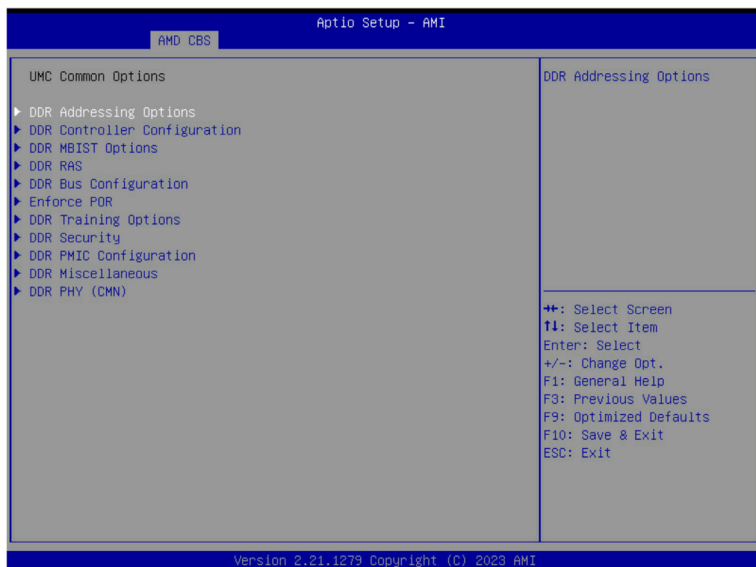 Aptio Setup – AMI
AMD CBS
UMC Common Options
DDR Addressing Options
DDR Controller Configuration
DDR MBIST Options
DDR RAS
DDR Bus Configuration
Enforce POR
DDR Training Options
DDR Security
DDR PMIC Configuration
DDR Miscellaneous
DDR PHY (CMN)
DDR Addressing Options
→←: Select Screen
↑↓: Select Item
Enter: Select
+/-: Change Opt.
F1: General Help
F3: Previous Values
F9: Optimized Defaults
F10: Save & Exit
ESC: Exit
Version 2.21.1279 Copyright (C) 2023 AMI